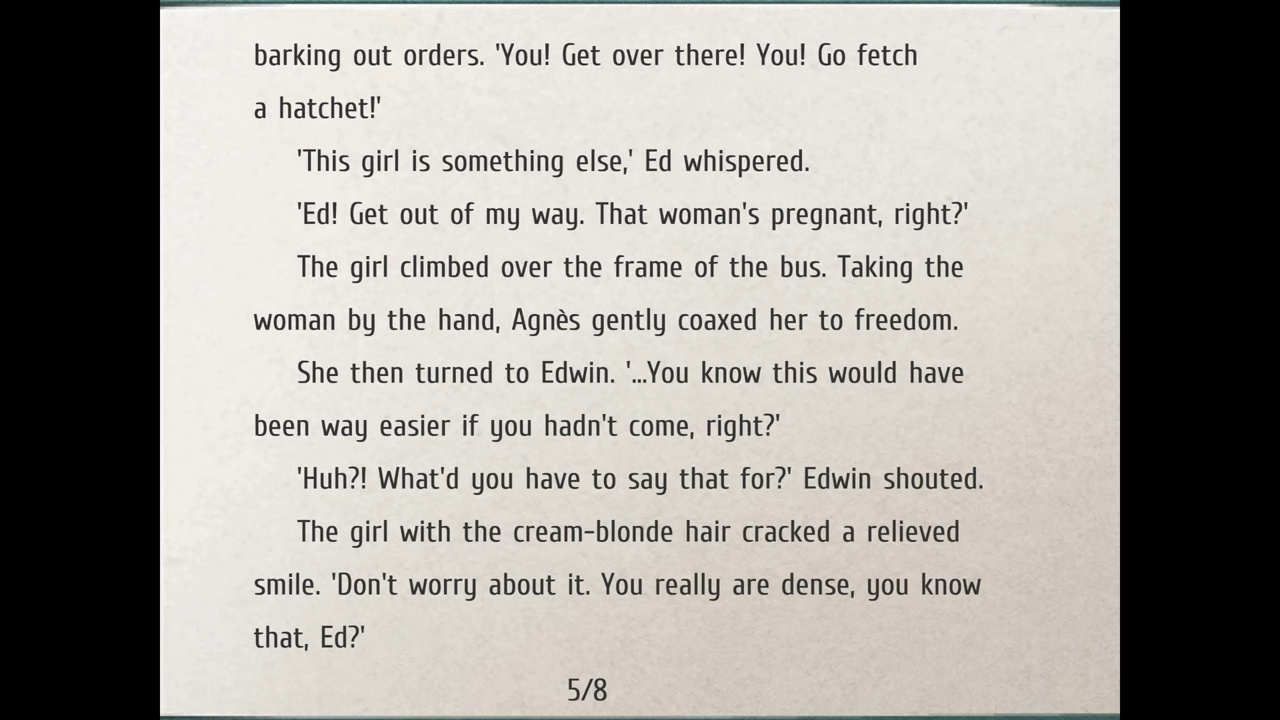 barking out orders. 'You! Get over there! You! Go fetch
a hatchet!'
'This girl is something else,' Ed whispered.
'Ed! Get out of my way. That woman's pregnant, right?'
The girl climbed over the frame of the bus. Taking the
woman by the hand, Agnès gently coaxed her to freedom.
She then turned to Edwin. '...You know this would have
been way easier if you hadn't come, right?'
'Huh?! What'd you have to say that for?' Edwin shouted.
The girl with the cream-blonde hair cracked a relieved
smile. 'Don't worry about it. You really are dense, you know
that, Ed?'
5/8